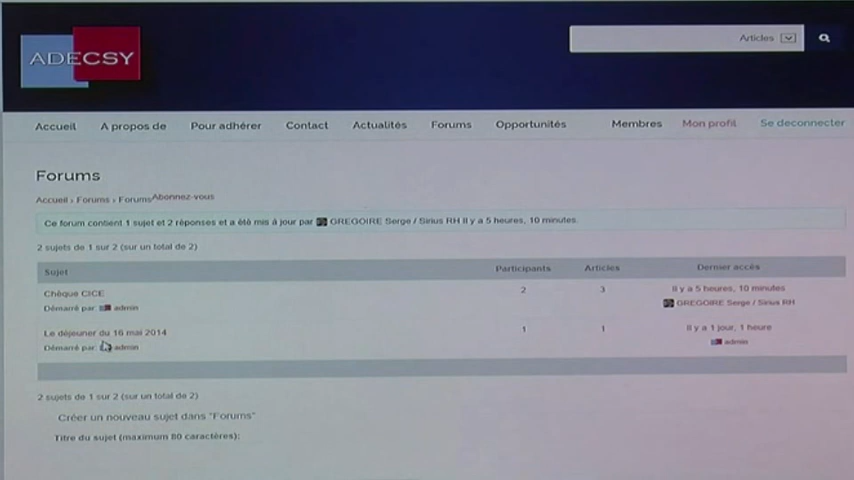 ADECSY
Articles
Accueil A propos de Pour adhérer Contact Actualités Forums Opportunités Membres Mon profil Se deconnecter
Forums
Accueil › Forums › Forums Abonnez-vous
Ce forum contient 1 sujet et 2 réponses et a été mis à jour par GREGOIRE Serge / Sirius RH Il y a 5 heures, 10 minutes.
2 sujets de 1 sur 2 (sur un total de 2)
Sujet Participants Articles Dernier accès
Chèque CICE 2 3 Il y a 5 heures, 10 minutes
Démarré par: admin GREGOIRE Serge / Sirius RH
Le déjeuner du 16 mai 2014 1 1 Il y a 1 jour, 1 heure
Démarré par: admin admin
2 sujets de 1 sur 2 (sur un total de 2)
Créer un nouveau sujet dans "Forums"
Titre du sujet (maximum 80 caractères):